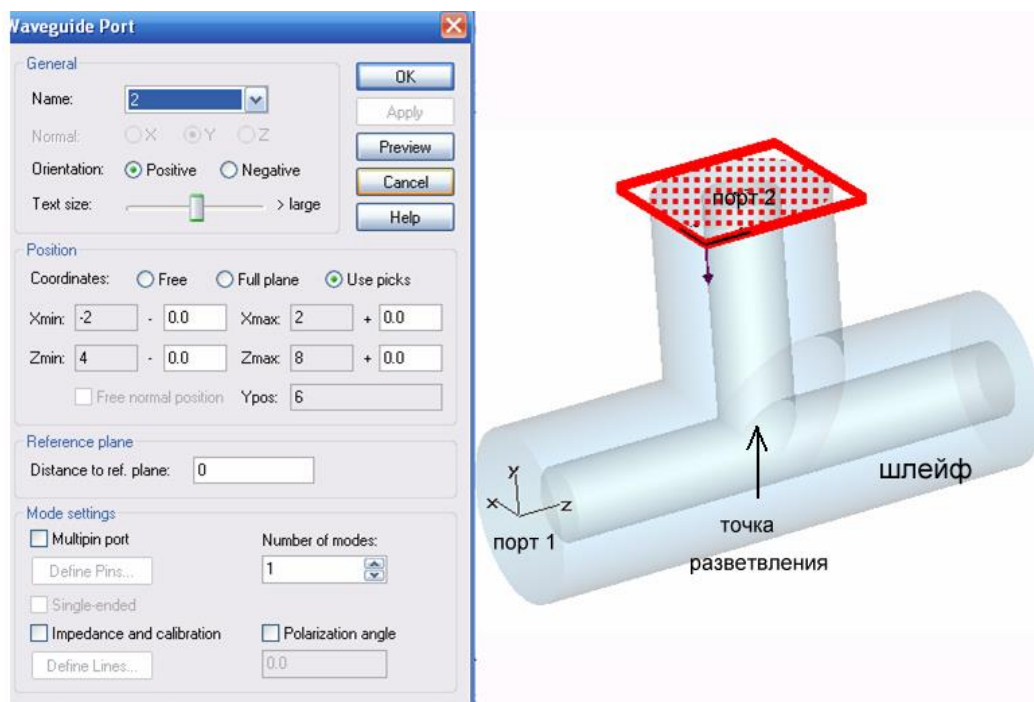 Waveguide Port
General
Name: 2
Normal: X Y Z
Orientation: Positive Negative
Text size: > large
OK
Apply
Preview
Cancel
Help
Position
Coordinates: Free Full plane Use picks
Xmin: -2 - 0.0 Xmax: 2 + 0.0
Zmin: 4 - 0.0 Zmax: 8 + 0.0
Free normal position Ypos: 6
Reference plane
Distance to ref. plane: 0
Mode settings
Multipin port Number of modes:
Define Pins... 1
Single-ended
Impedance and calibration Polarization angle
Define Lines... 0.0
порт 2
y
x z
порт 1
шлейф
точка
разветвления